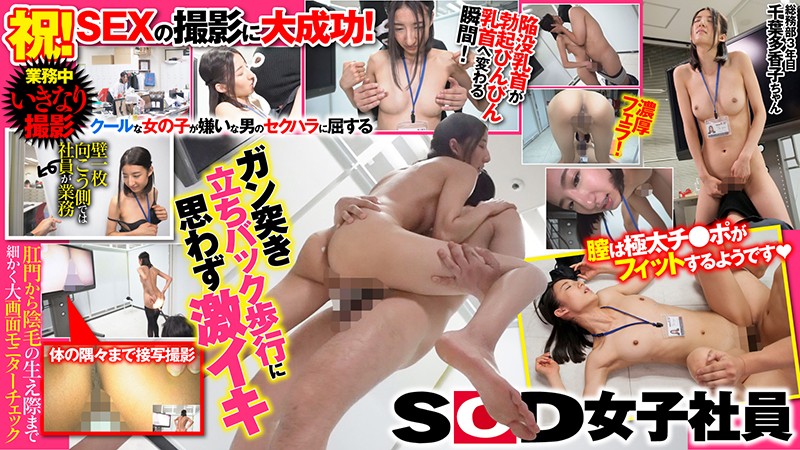 祝!
SEXの撮影に大成功!
業務中
いきなり
撮影
クールな女の子が嫌いな男のセクハラに屈する
陥没乳首が
勃起びんびん
乳首へ変わる
瞬間!
濃厚
フェラ!
総務部3年目
千葉多香子ちゃん
壁一枚
向こう側では
社員が業務
ガン突き
立ちバック歩行に
思わず
激イキ
膣は極太チ●ポが
フィットするようです♥
肛門から陰毛の生え際まで
細かく大画面モニターチェック
体の隅々まで接写撮影
SOD女子社員